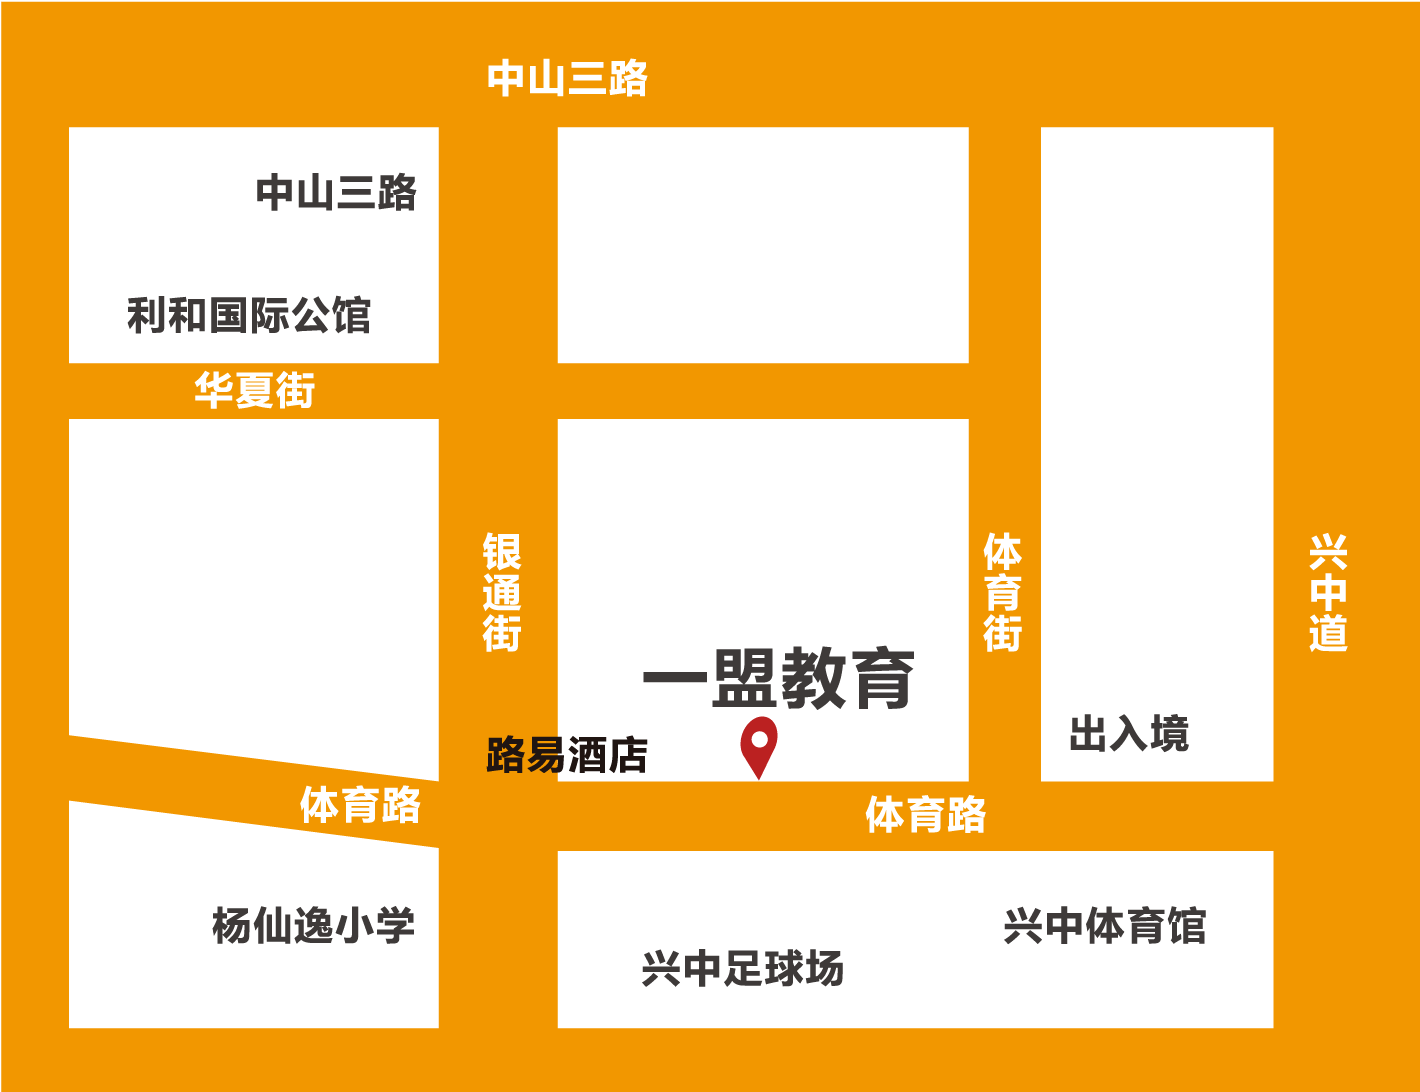 中山三路
中山三路
利和国际公馆
华夏街
银通街
体育街
兴中道
一盟教育
出入境
路易酒店
体育路
体育路
杨仙逸小学
兴中体育馆
兴中足球场